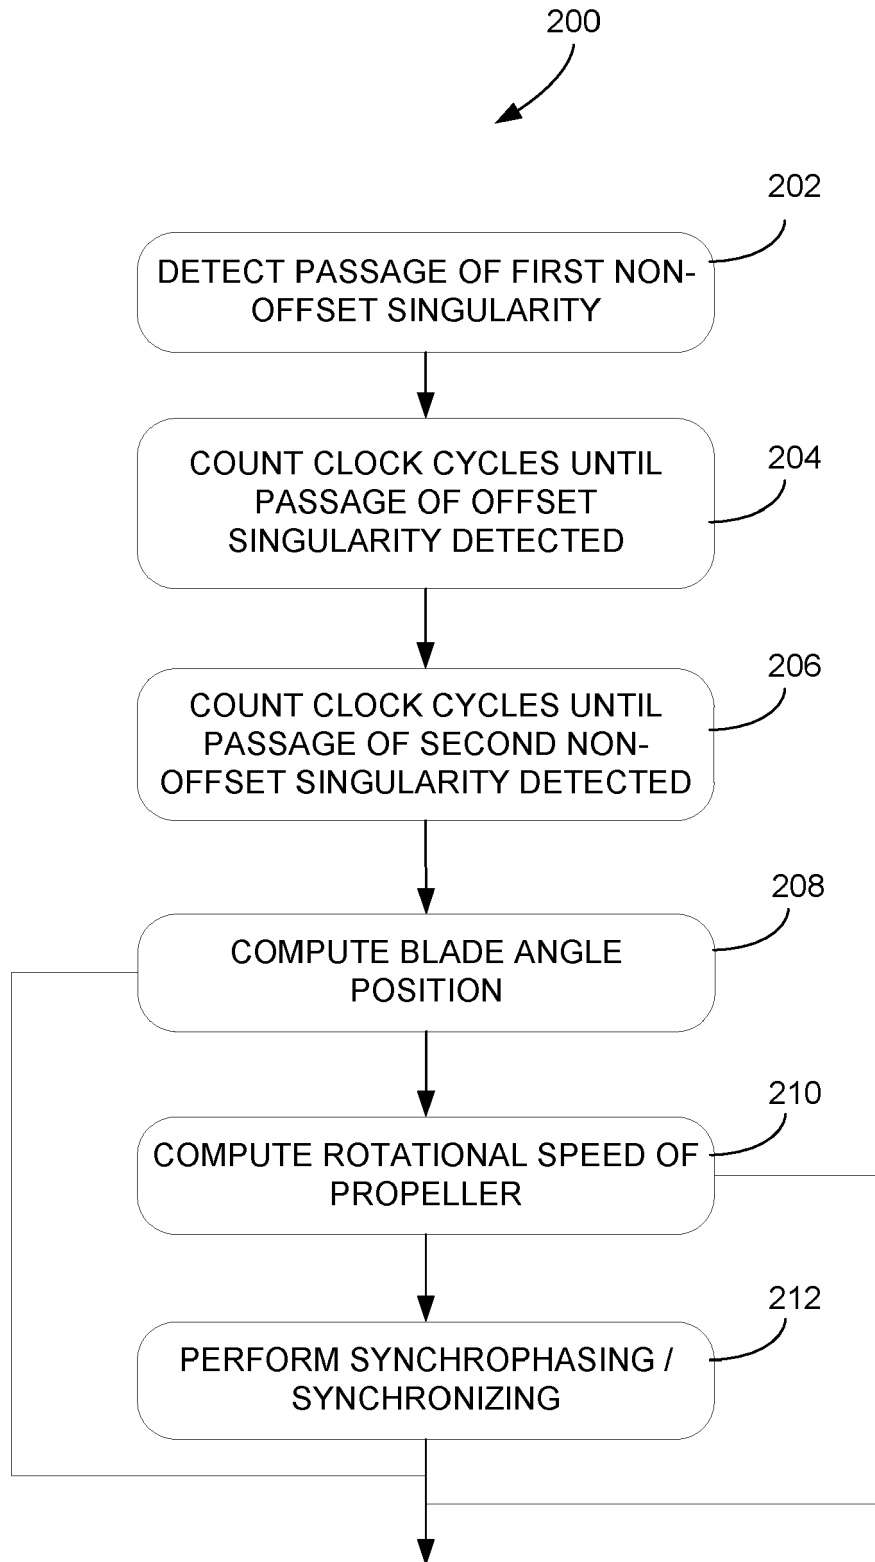 200
202
DETECT PASSAGE OF FIRST NON-
OFFSET SINGULARITY
204
COUNT CLOCK CYCLES UNTIL
PASSAGE OF OFFSET
SINGULARITY DETECTED
206
COUNT CLOCK CYCLES UNTIL
PASSAGE OF SECOND NON-
OFFSET SINGULARITY DETECTED
208
COMPUTE BLADE ANGLE
POSITION
210
COMPUTE ROTATIONAL SPEED OF
PROPELLER
212
PERFORM SYNCHROPHASING /
SYNCHRONIZING